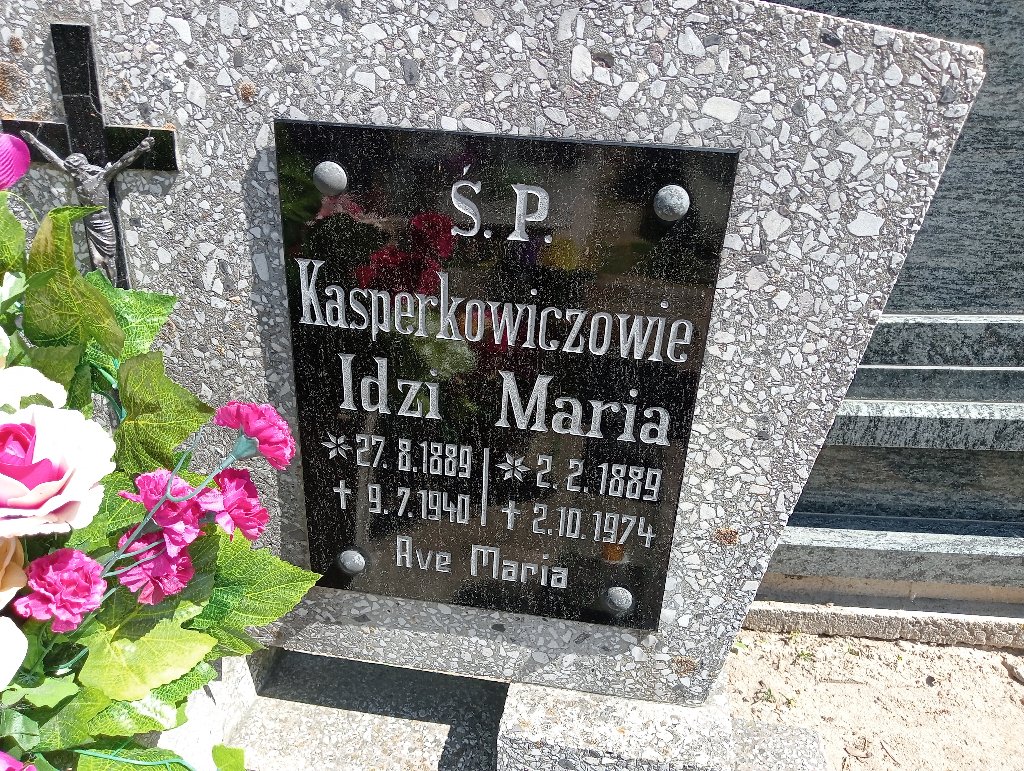 Ś. P.
Kasperkowiczowie
Idzi Maria
* 27. 8. 1889 * 2. 2. 1889
† 9. 7. 1940 † 2. 10. 1974
Ave Maria